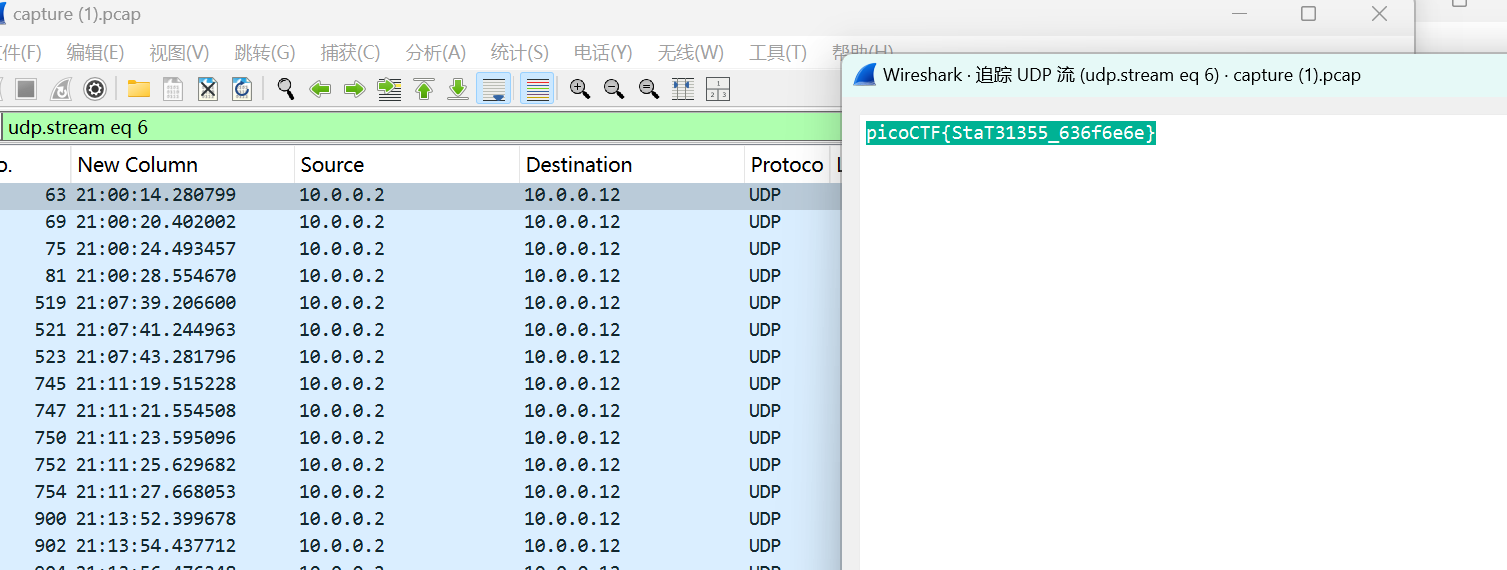 capture (1).pcap
件(F) 编辑(E) 视图(V) 跳转(G) 捕获(C) 分析(A) 统计(S) 电话(Y) 无线(W) 工具(T) 帮助(H)
udp.stream eq 6
o. New Column Source Destination Protoco
63 21:00:14.280799 10.0.0.2 10.0.0.12 UDP
69 21:00:20.402002 10.0.0.2 10.0.0.12 UDP
75 21:00:24.493457 10.0.0.2 10.0.0.12 UDP
81 21:00:28.554670 10.0.0.2 10.0.0.12 UDP
519 21:07:39.206600 10.0.0.2 10.0.0.12 UDP
521 21:07:41.244963 10.0.0.2 10.0.0.12 UDP
523 21:07:43.281796 10.0.0.2 10.0.0.12 UDP
745 21:11:19.515228 10.0.0.2 10.0.0.12 UDP
747 21:11:21.554508 10.0.0.2 10.0.0.12 UDP
750 21:11:23.595096 10.0.0.2 10.0.0.12 UDP
752 21:11:25.629682 10.0.0.2 10.0.0.12 UDP
754 21:11:27.668053 10.0.0.2 10.0.0.12 UDP
900 21:13:52.399678 10.0.0.2 10.0.0.12 UDP
902 21:13:54.437712 10.0.0.2 10.0.0.12 UDP
Wireshark · 追踪 UDP 流 (udp.stream eq 6) · capture (1).pcap
picoCTF{StaT31355_636f6e6e}